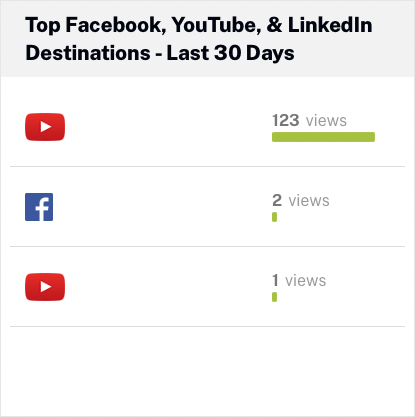 Top Facebook, YouTube, & LinkedIn
Destinations - Last 30 Days
123 views
2 views
1 views